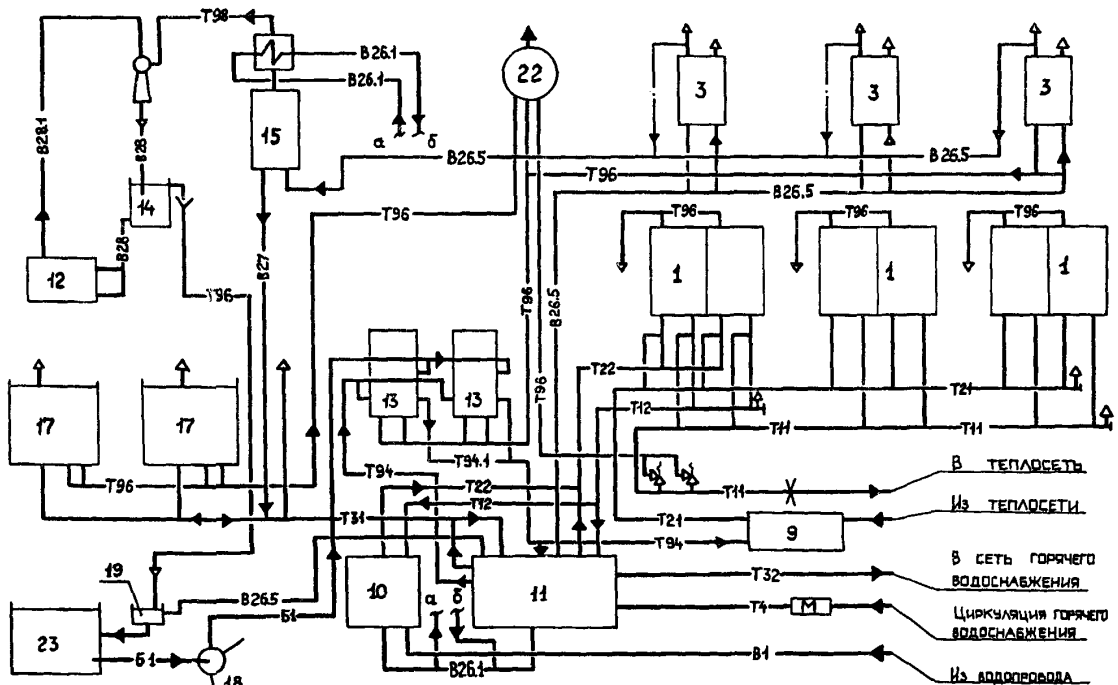 Т98
В28.1
В26.1
В26.1
22
3
3
3
15
а
б
В28
14
В26.5
В26.5
Т96
В26.5
Т96
Т96
Т96
Т96
В28
12
В27
1
1
1
Т96
Т96
В26.5
Т22
Т96
13
13
Т21
Т12
17
17
Т11
Т11
Т94.1
Т94
Т96
Т22
Т11
В ТЕПЛОСЕТЬ
Т12
Т31
Т21
9
Из ТЕПЛОСЕТИ
Т94
19
В26.5
10
а
б
11
Т32
В СЕТЬ ГОРЯЧЕГО
ВОДОСНАБЖЕНИЯ
Б1
Т4
М
ЦИРКУЛЯЦИЯ ГОРЯЧЕГО
ВОДОСНАБЖЕНИЯ
23
Б1
18
В26.1
В1
Из ВОДОПРОВОДА